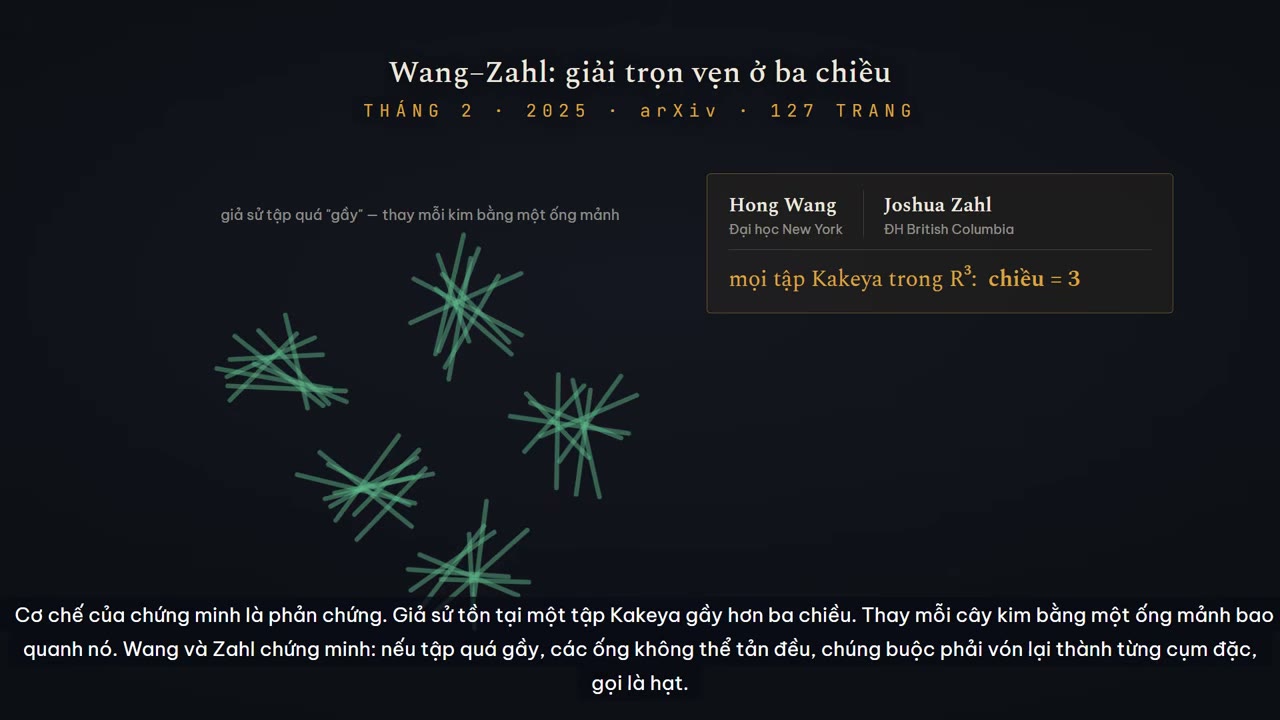 Wang–Zahl: giải trọn vẹn ở ba chiều
THÁNG 2 · 2025 · arXiv · 127 TRANG
giả sử tập quá "gầy" — thay mỗi kim bằng một ống mảnh
Hong Wang
Đại học New York
Joshua Zahl
ĐH British Columbia
mọi tập Kakeya trong R³: chiều = 3
Cơ chế của chứng minh là phản chứng. Giả sử tồn tại một tập Kakeya gầy hơn ba chiều. Thay mỗi cây kim bằng một ống mảnh bao
quanh nó. Wang và Zahl chứng minh: nếu tập quá gầy, các ống không thể tản đều, chúng buộc phải vón lại thành từng cụm đặc,
gọi là hạt.